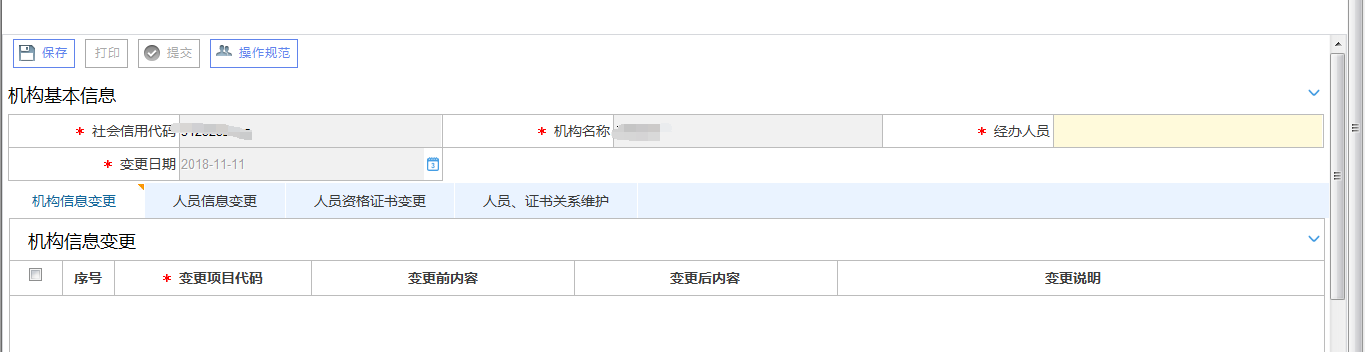 保存 打印 提交 操作规范
机构基本信息
* 社会信用代码 * 机构名称 * 经办人员
* 变更日期 2018-11-11
机构信息变更 人员信息变更 人员资格证书变更 人员、证书关系维护
机构信息变更
序号 * 变更项目代码 变更前内容 变更后内容 变更说明